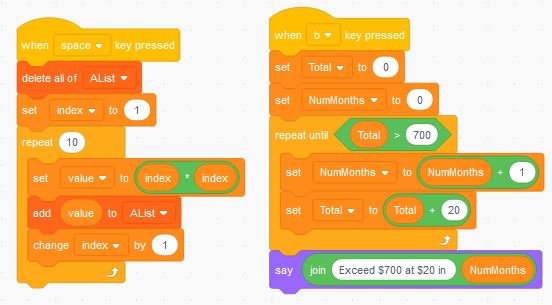 when space key pressed
delete all of AList
set index to 1
repeat 10
set value to index * index
add value to AList
change index by 1
when b key pressed
set Total to 0
set NumMonths to 0
repeat until Total > 700
set NumMonths to NumMonths + 1
set Total to Total + 20
say join Exceed $700 at $20 in NumMonths